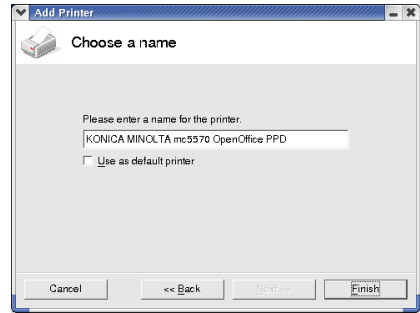 Add Printer
Choose a name
Please enter a name for the printer.
KONICA MINOLTA mc5570 OpenOffice PPD
Use as default printer
Cancel
<< Back
Next >>
Finish